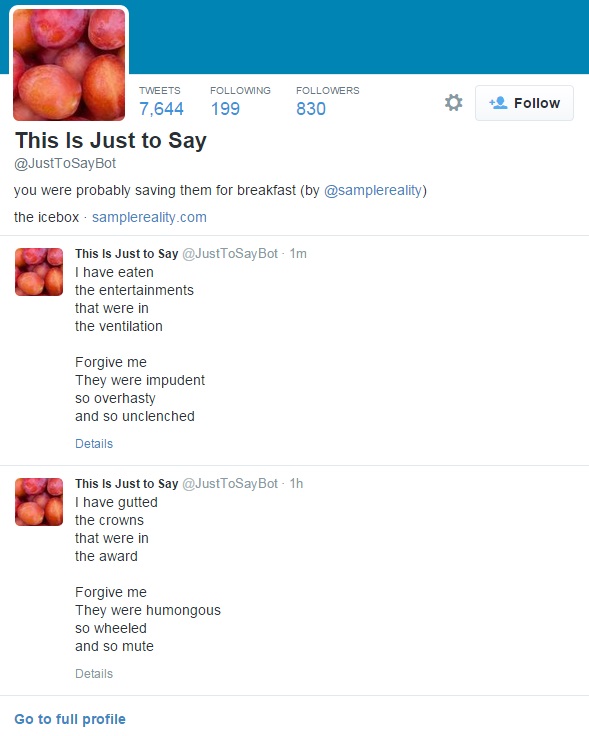 TWEETS FOLLOWING FOLLOWERS
7,644 199 830
Follow
This Is Just to Say
@JustToSayBot
you were probably saving them for breakfast (by @samplereality)
the icebox · samplereality.com
This Is Just to Say @JustToSayBot · 1m
I have eaten
the entertainments
that were in
the ventilation
Forgive me
They were impudent
so overhasty
and so unclenched
Details
This Is Just to Say @JustToSayBot · 1h
I have gutted
the crowns
that were in
the award
Forgive me
They were humongous
so wheeled
and so mute
Details
Go to full profile